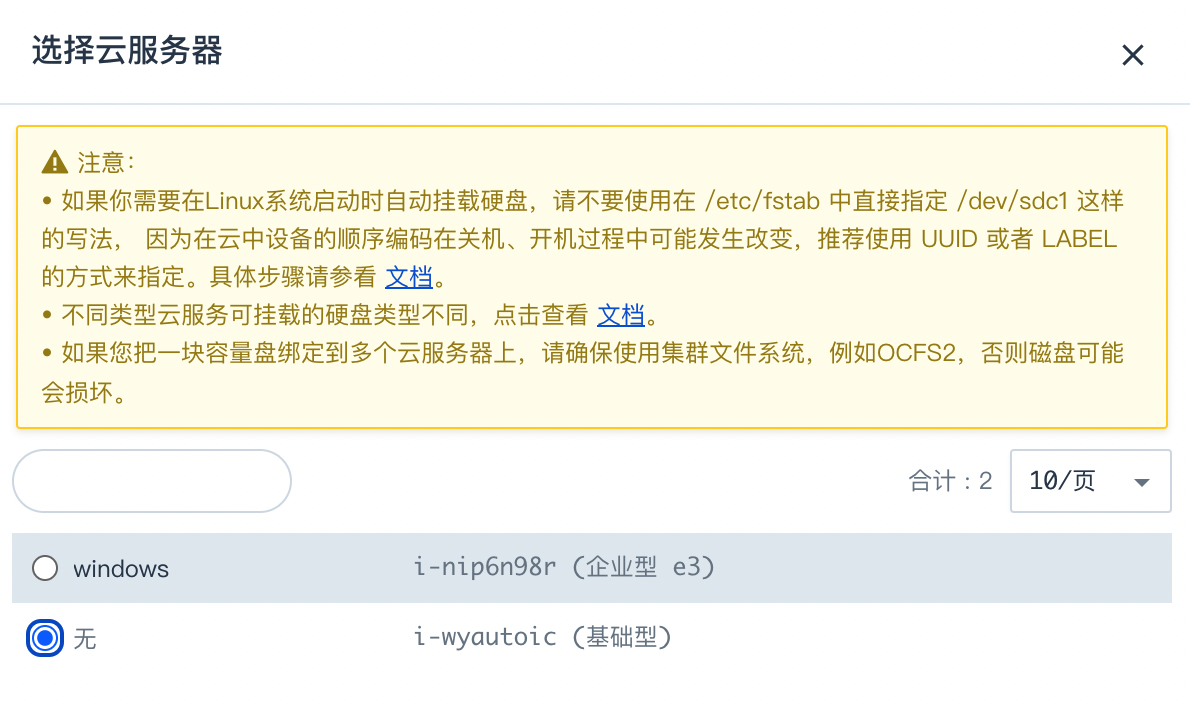 选择云服务器
注意：
• 如果你需要在Linux系统启动时自动挂载硬盘，请不要使用在 /etc/fstab 中直接指定 /dev/sdc1 这样
的写法， 因为在云中设备的顺序编码在关机、开机过程中可能发生改变，推荐使用 UUID 或者 LABEL
的方式来指定。具体步骤请参看 文档。
• 不同类型云服务可挂载的硬盘类型不同，点击查看 文档。
• 如果您把一块容量盘绑定到多个云服务器上，请确保使用集群文件系统，例如OCFS2，否则磁盘可能
会损坏。
合计：2 10/页
windows i-nip6n98r (企业型 e3)
无 i-wyautoic (基础型)